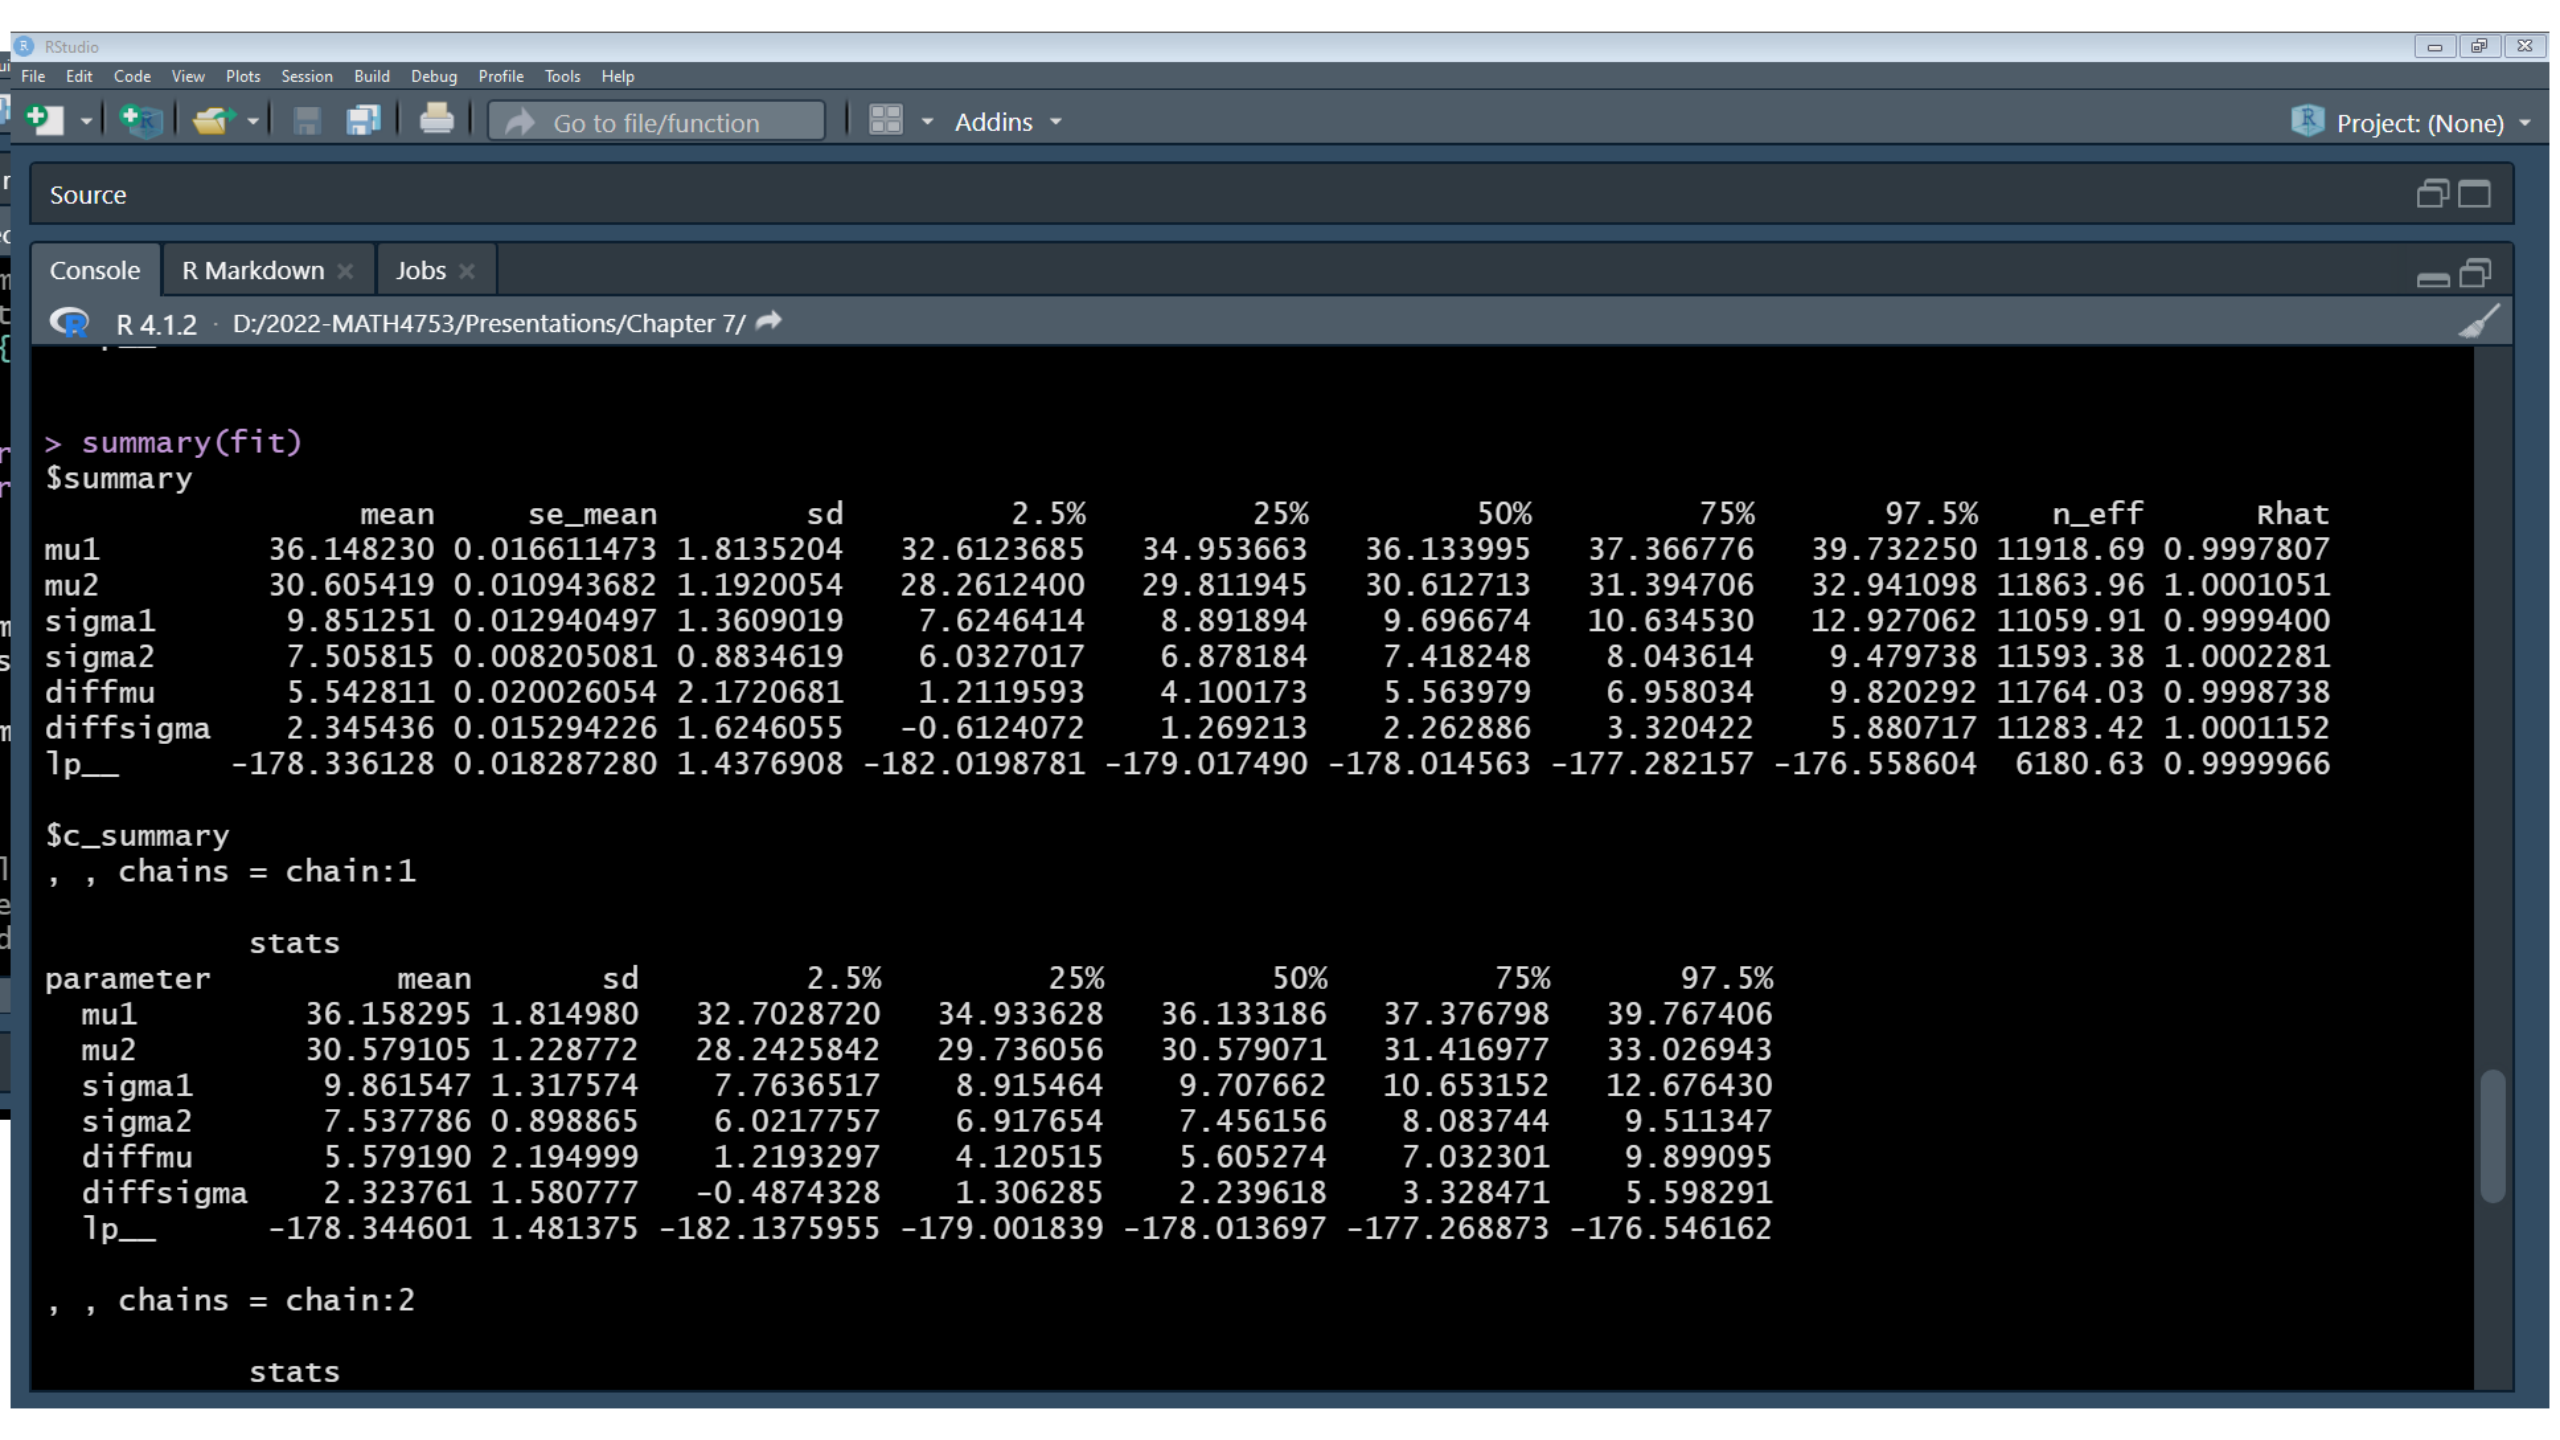 RStudio
File Edit Code View Plots Session Build Debug Profile Tools Help
Go to file/function Addins Project: (None)
Source
Console R Markdown Jobs
R 4.1.2 · D:/2022-MATH4753/Presentations/Chapter 7/
> summary(fit)
$summary
mean se_mean sd 2.5% 25% 50% 75% 97.5% n_eff Rhat
mu1 36.148230 0.016611473 1.8135204 32.6123685 34.953663 36.133995 37.366776 39.732250 11918.69 0.9997807
mu2 30.605419 0.010943682 1.1920054 28.2612400 29.811945 30.612713 31.394706 32.941098 11863.96 1.0001051
sigma1 9.851251 0.012940497 1.3609019 7.6246414 8.891894 9.696674 10.634530 12.927062 11059.91 0.9999400
sigma2 7.505815 0.008205081 0.8834619 6.0327017 6.878184 7.418248 8.043614 9.479738 11593.38 1.0002281
diffmu 5.542811 0.020026054 2.1720681 1.2119593 4.100173 5.563979 6.958034 9.820292 11764.03 0.9998738
diffsigma 2.345436 0.015294226 1.6246055 -0.6124072 1.269213 2.262886 3.320422 5.880717 11283.42 1.0001152
lp__ -178.336128 0.018287280 1.4376908 -182.0198781 -179.017490 -178.014563 -177.282157 -176.558604 6180.63 0.9999966
$c_summary
, , chains = chain:1
stats
parameter mean sd 2.5% 25% 50% 75% 97.5%
mu1 36.158295 1.814980 32.7028720 34.933628 36.133186 37.376798 39.767406
mu2 30.579105 1.228772 28.2425842 29.736056 30.579071 31.416977 33.026943
sigma1 9.861547 1.317574 7.7636517 8.915464 9.707662 10.653152 12.676430
sigma2 7.537786 0.898865 6.0217757 6.917654 7.456156 8.083744 9.511347
diffmu 5.579190 2.194999 1.2193297 4.120515 5.605274 7.032301 9.899095
diffsigma 2.323761 1.580777 -0.4874328 1.306285 2.239618 3.328471 5.598291
lp__ -178.344601 1.481375 -182.1375955 -179.001839 -178.013697 -177.268873 -176.546162
, , chains = chain:2
stats